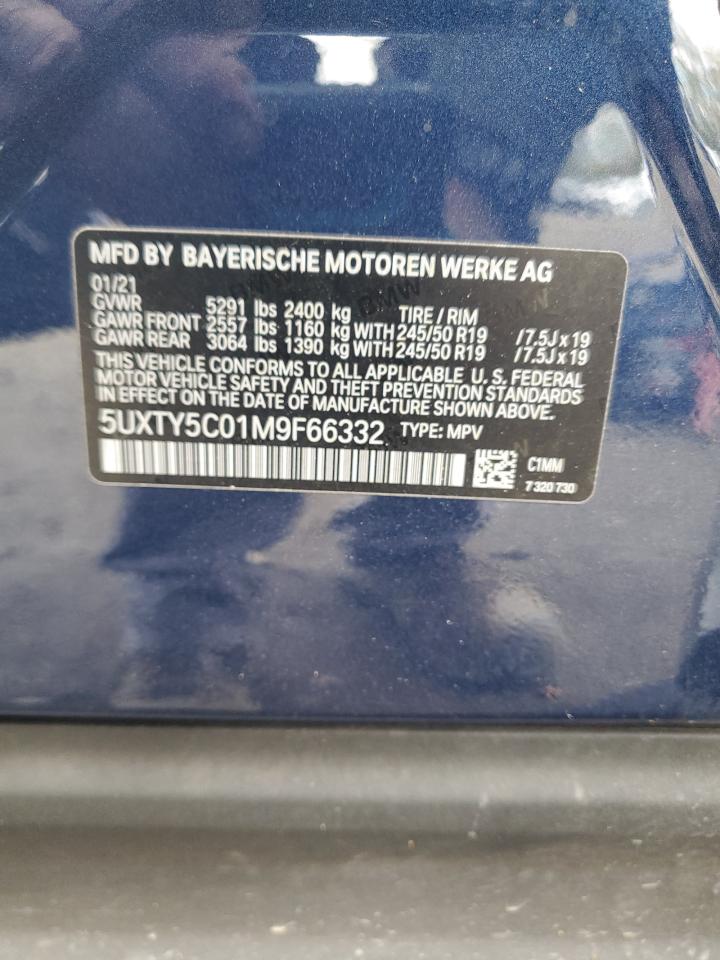 MFD BY BAYERISCHE MOTOREN WERKE AG
01/21
GVWR 5291 lbs 2400 kg TIRE / RIM
GAWR FRONT 2557 lbs 1160 kg WITH 245/50 R19 /7.5J x 19
GAWR REAR 3064 lbs 1390 kg WITH 245/50 R19 /7.5J x 19
THIS VEHICLE CONFORMS TO ALL APPLICABLE U. S. FEDERAL
MOTOR VEHICLE SAFETY AND THEFT PREVENTION STANDARDS
IN EFFECT ON THE DATE OF MANUFACTURE SHOWN ABOVE.
5UXTY5C01M9F66332 TYPE: MPV
C1MM
7 320 730